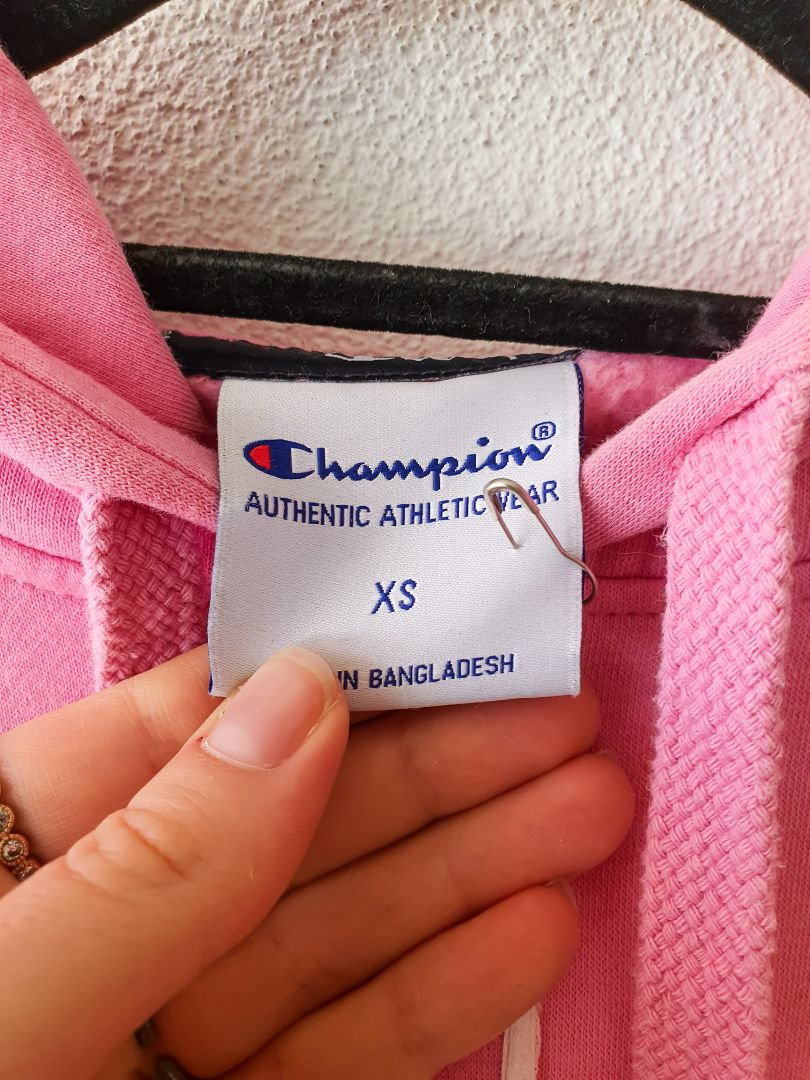 Champion®
AUTHENTIC ATHLETIC WEAR
XS
IN BANGLADESH